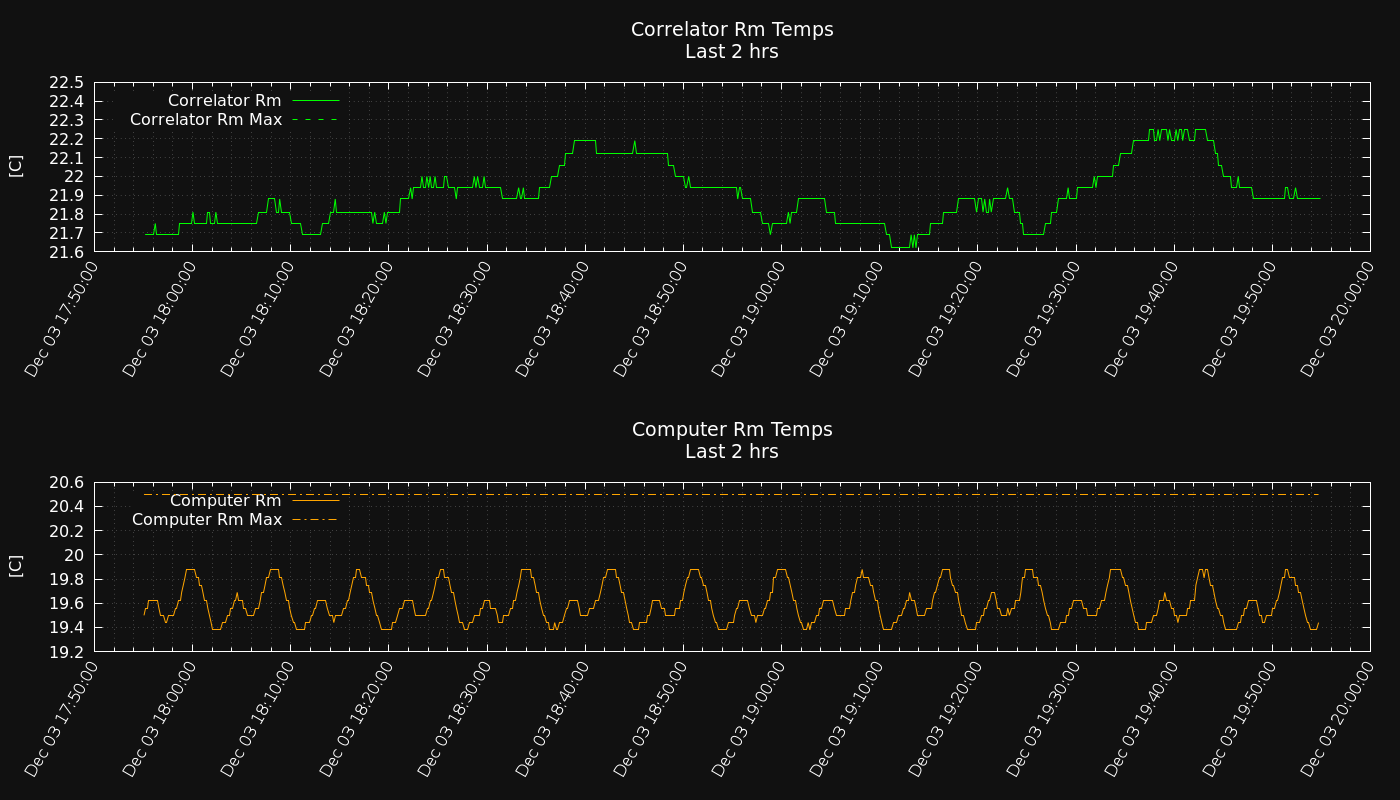 Correlator Rm Temps
Last 2 hrs
22.5
22.4
22.3
22.2
22.1
22
21.9
21.8
21.7
21.6
[C]
Correlator Rm
Correlator Rm Max
Dec 03 17:50:00
Dec 03 18:00:00
Dec 03 18:10:00
Dec 03 18:20:00
Dec 03 18:30:00
Dec 03 18:40:00
Dec 03 18:50:00
Dec 03 19:00:00
Dec 03 19:10:00
Dec 03 19:20:00
Dec 03 19:30:00
Dec 03 19:40:00
Dec 03 19:50:00
Dec 03 20:00:00
Computer Rm Temps
Last 2 hrs
20.6
20.4
20.2
20
19.8
19.6
19.4
19.2
[C]
Computer Rm
Computer Rm Max
Dec 03 17:50:00
Dec 03 18:00:00
Dec 03 18:10:00
Dec 03 18:20:00
Dec 03 18:30:00
Dec 03 18:40:00
Dec 03 18:50:00
Dec 03 19:00:00
Dec 03 19:10:00
Dec 03 19:20:00
Dec 03 19:30:00
Dec 03 19:40:00
Dec 03 19:50:00
Dec 03 20:00:00